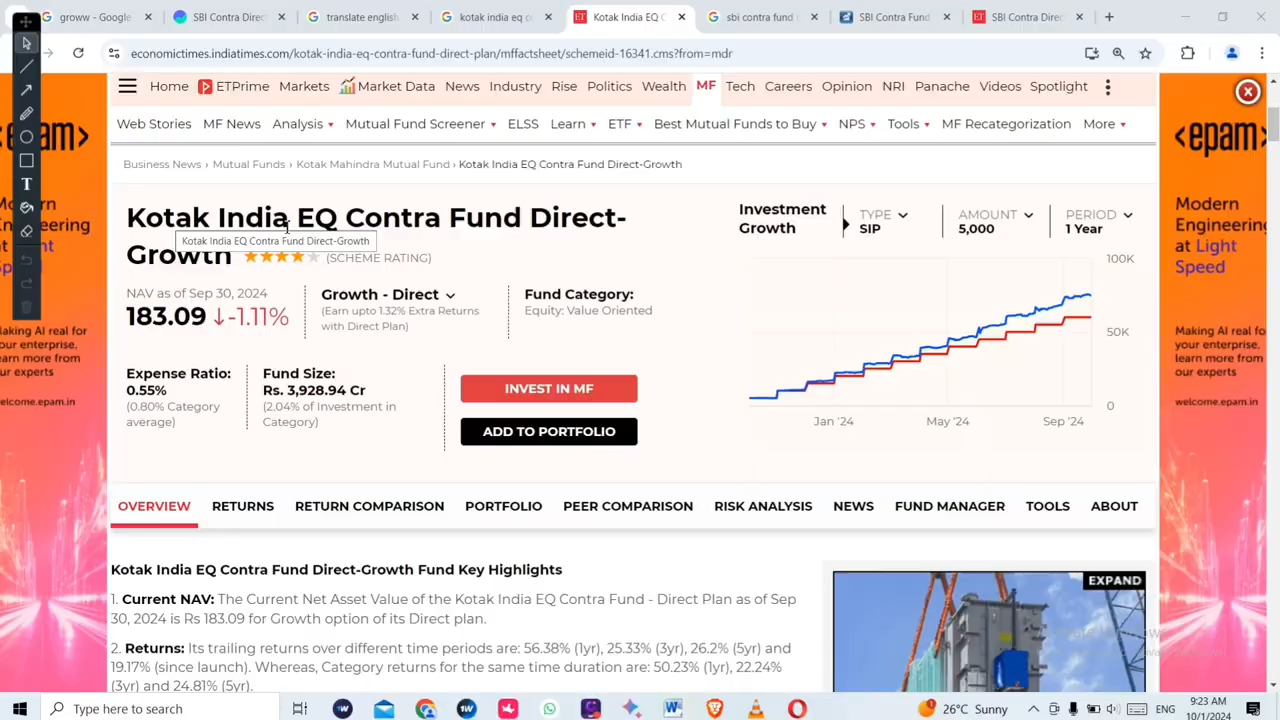 groww - Google
SBI Contra Direc
translate english
kotak india eq c
Kotak India EQ C
sbi contra fund
SBI Contra Fund
SBI Contra Direc
economictimes.indiatimes.com/kotak-india-eq-contra-fund-direct-plan/mffactsheet/schemeid-16341.cms?from=mdr
Home ETPrime Markets Market Data News Industry Rise Politics Wealth MF Tech Careers Opinion NRI Panache Videos Spotlight
Web Stories MF News Analysis Mutual Fund Screener ELSS Learn ETF Best Mutual Funds to Buy NPS Tools MF Recategorization More
Business News › Mutual Funds › Kotak Mahindra Mutual Fund › Kotak India EQ Contra Fund Direct-Growth
Kotak India EQ Contra Fund Direct-
Kotak India EQ Contra Fund Direct-Growth
Growth (SCHEME RATING)
Investment
Growth
TYPE
SIP
AMOUNT
5,000
PERIOD
1 Year
NAV as of Sep 30, 2024
183.09 ↓-1.11%
Growth - Direct
(Earn upto 1.32% Extra Returns
with Direct Plan)
Fund Category:
Equity: Value Oriented
Expense Ratio:
0.55%
(0.80% Category
average)
Fund Size:
Rs. 3,928.94 Cr
(2.04% of Investment in
Category)
INVEST IN MF
ADD TO PORTFOLIO
100K
50K
0
Jan '24 May '24 Sep '24
OVERVIEW RETURNS RETURN COMPARISON PORTFOLIO PEER COMPARISON RISK ANALYSIS NEWS FUND MANAGER TOOLS ABOUT
Kotak India EQ Contra Fund Direct-Growth Fund Key Highlights
1. Current NAV: The Current Net Asset Value of the Kotak India EQ Contra Fund - Direct Plan as of Sep
30, 2024 is Rs 183.09 for Growth option of its Direct plan.
2. Returns: Its trailing returns over different time periods are: 56.38% (1yr), 25.33% (3yr), 26.2% (5yr) and
19.17% (since launch). Whereas, Category returns for the same time duration are: 50.23% (1yr), 22.24%
(3yr) and 24.81% (5yr).
EXPAND
<epam>
Modern
Engineering
at Light
Speed
Making AI real for
your enterprise,
learn more from
our experts
welcome.epam.in
T
Type here to search
26°C Sunny
ENG
9:23 AM
10/1/2024